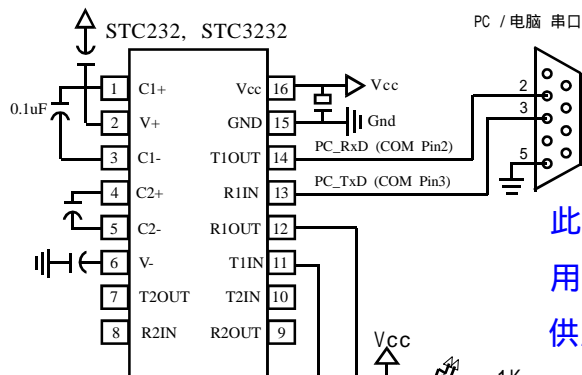 PC /电脑 串口
STC232, STC3232
0.1uF
1 C1+ Vcc 16 Vcc
2 V+ GND 15 Gnd
3 C1- T1OUT 14 PC_RxD (COM Pin2) 2
4 C2+ R1IN 13 PC_TxD (COM Pin3) 3
5 C2- R1OUT 12 5
6 V- T1IN 11
7 T2OUT T2IN 10
8 R2IN R2OUT 9
此
用
供
Vcc
1K